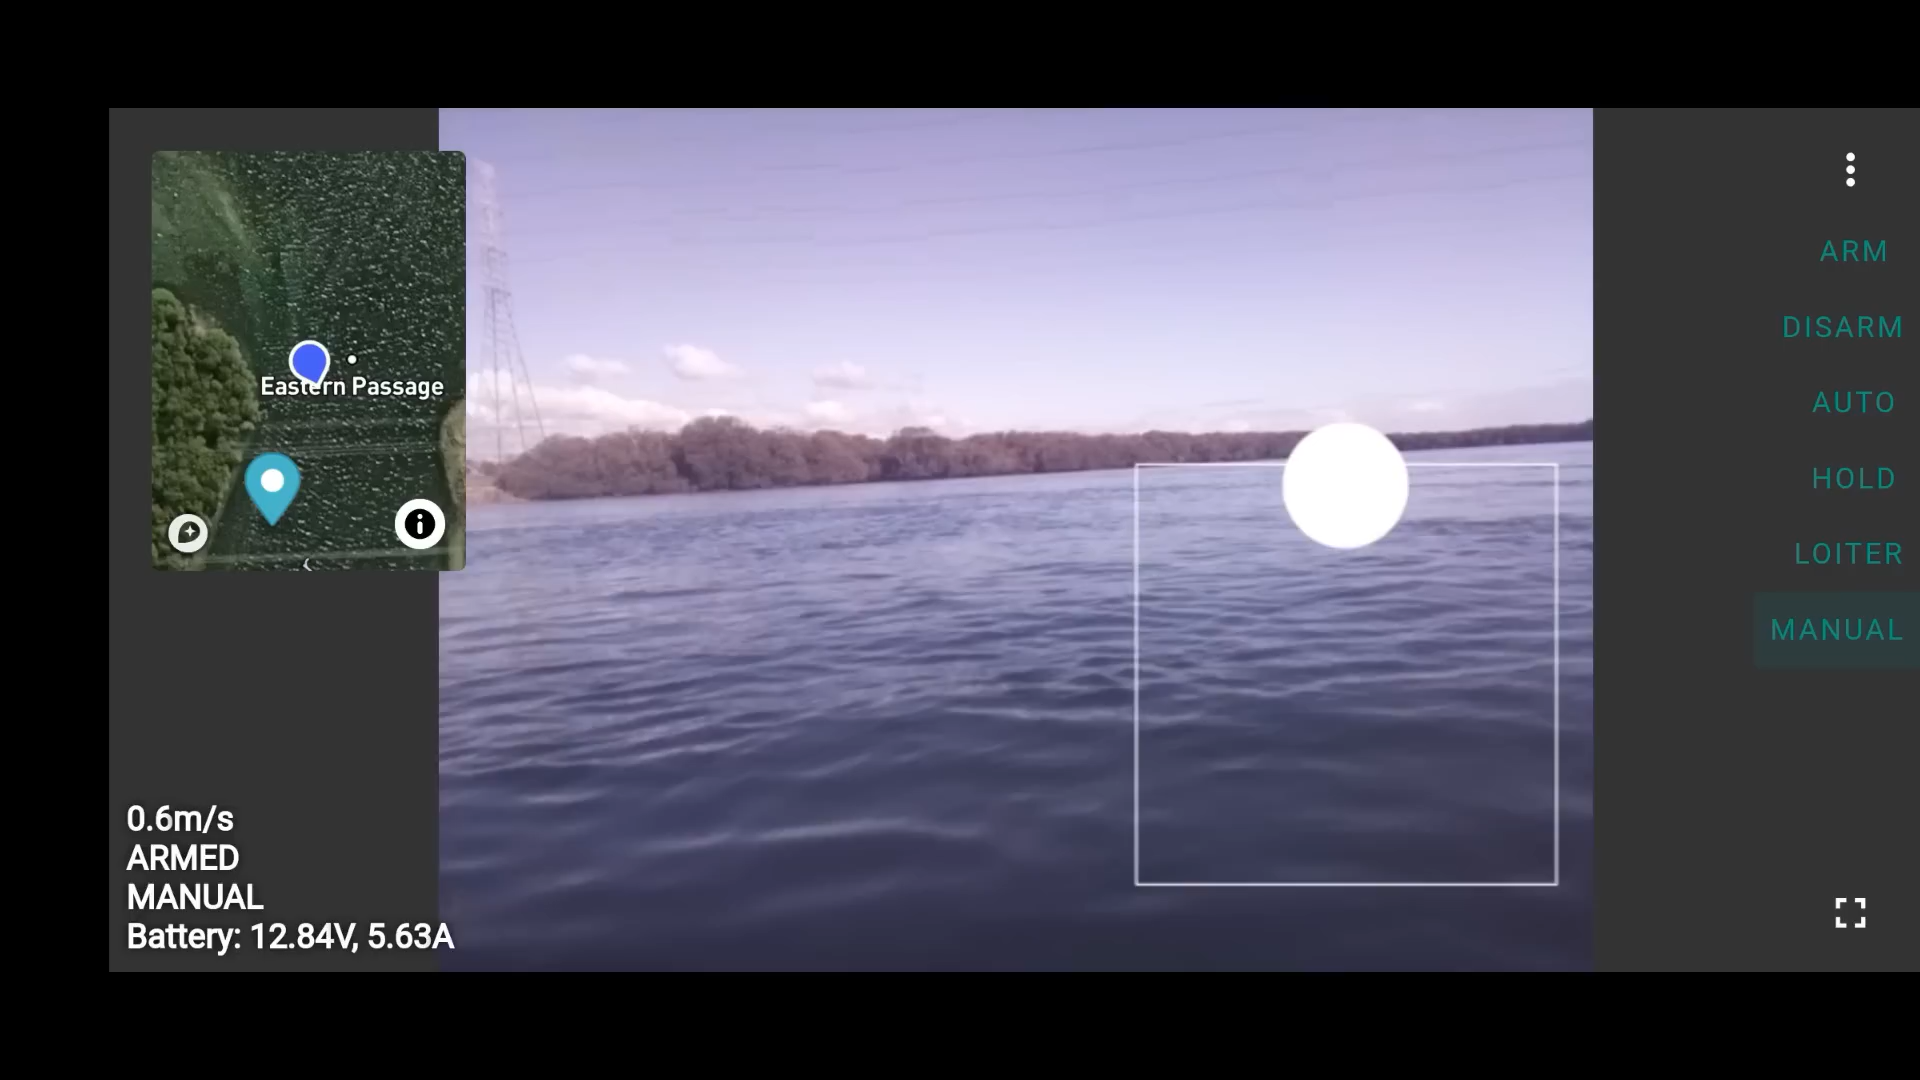 Eastern Passage
0.6m/s
ARMED
MANUAL
Battery: 12.84V, 5.63A
ARM
DISARM
AUTO
HOLD
LOITER
MANUAL